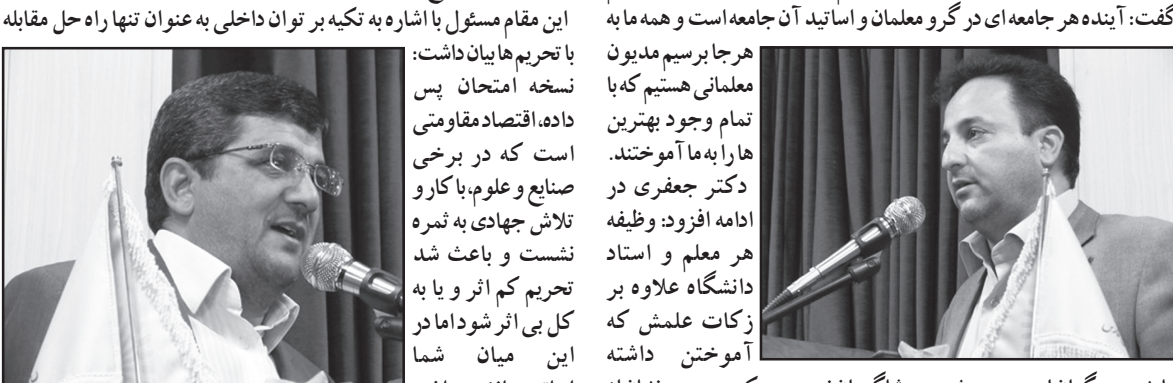 گفت: آینده هر جامعه ای در گرو معلمان و اساتید آن جامعه است و همه ما به
هر جا برسیم مدیون
معلمانی هستیم که با
تمام وجود بهترین
ها را به ما آموختند.
دکتر جعفری در
ادامه افزود: وظیفه
هر معلم و استاد
دانشگاه علاوه بر
زکات علمش که
آموختن داشته
این مقام مسئول با اشاره به تکیه بر توان داخلی به عنوان تنها راه حل مقابله
با تحریم ها بیان داشت:
نسخه امتحان پس
داده، اقتصاد مقاومتی
است که در برخی
صنایع و علوم، با کار و
تلاش جهادی به ثمره
نشست و باعث شد
تحریم کم اثر و یا به
کل بی اثر شود اما در
این میان شما